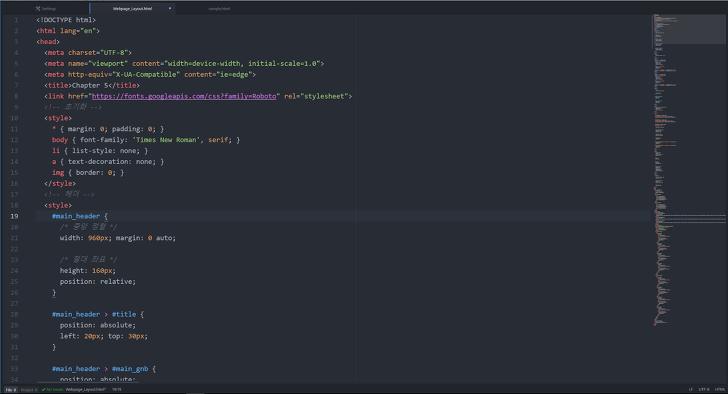 Settings
Webpage_Layout.html
sample.html
1 <!DOCTYPE html>
2 <html lang="en">
3 <head>
4 <meta charset="UTF-8">
5 <meta name="viewport" content="width=device-width, initial-scale=1.0">
6 <meta http-equiv="X-UA-Compatible" content="ie=edge">
7 <title>Chapter 5</title>
8 <link href="https://fonts.googleapis.com/css?family=Roboto" rel="stylesheet">
9 <!-- 초기화 -->
10 <style>
11 * { margin: 0; padding: 0; }
12 body { font-family: 'Times New Roman', serif; }
13 li { list-style: none; }
14 a { text-decoration: none; }
15 img { border: 0; }
16 </style>
17 <!-- 헤더 -->
18 <style>
19 #main_header {
20 /* 중앙 정렬 */
21 width: 960px; margin: 0 auto;
22
23 /* 절대 좌표 */
24 height: 160px;
25 position: relative;
26 }
27
28 #main_header > #title {
29 position: absolute;
30 left: 20px; top: 30px;
31 }
32
33 #main_header > #main_gnb {
34 position: absolute;
File 0 Project 0 No Issues Webpage_Layout.html* 19:15 LF UTF-8 HTML